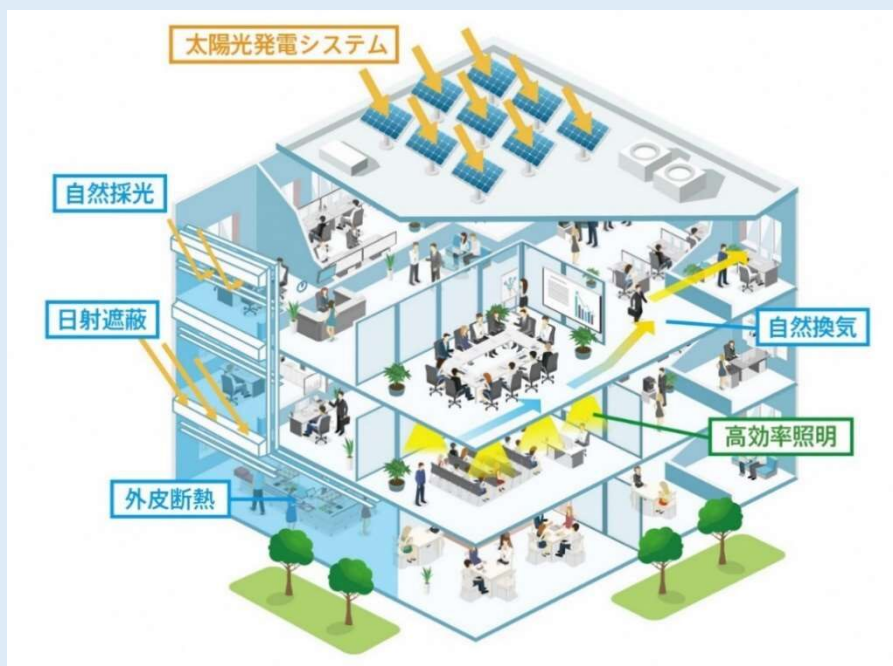 太陽光発電システム
自然採光
日射遮蔽
自然換気
高効率照明
外皮断熱